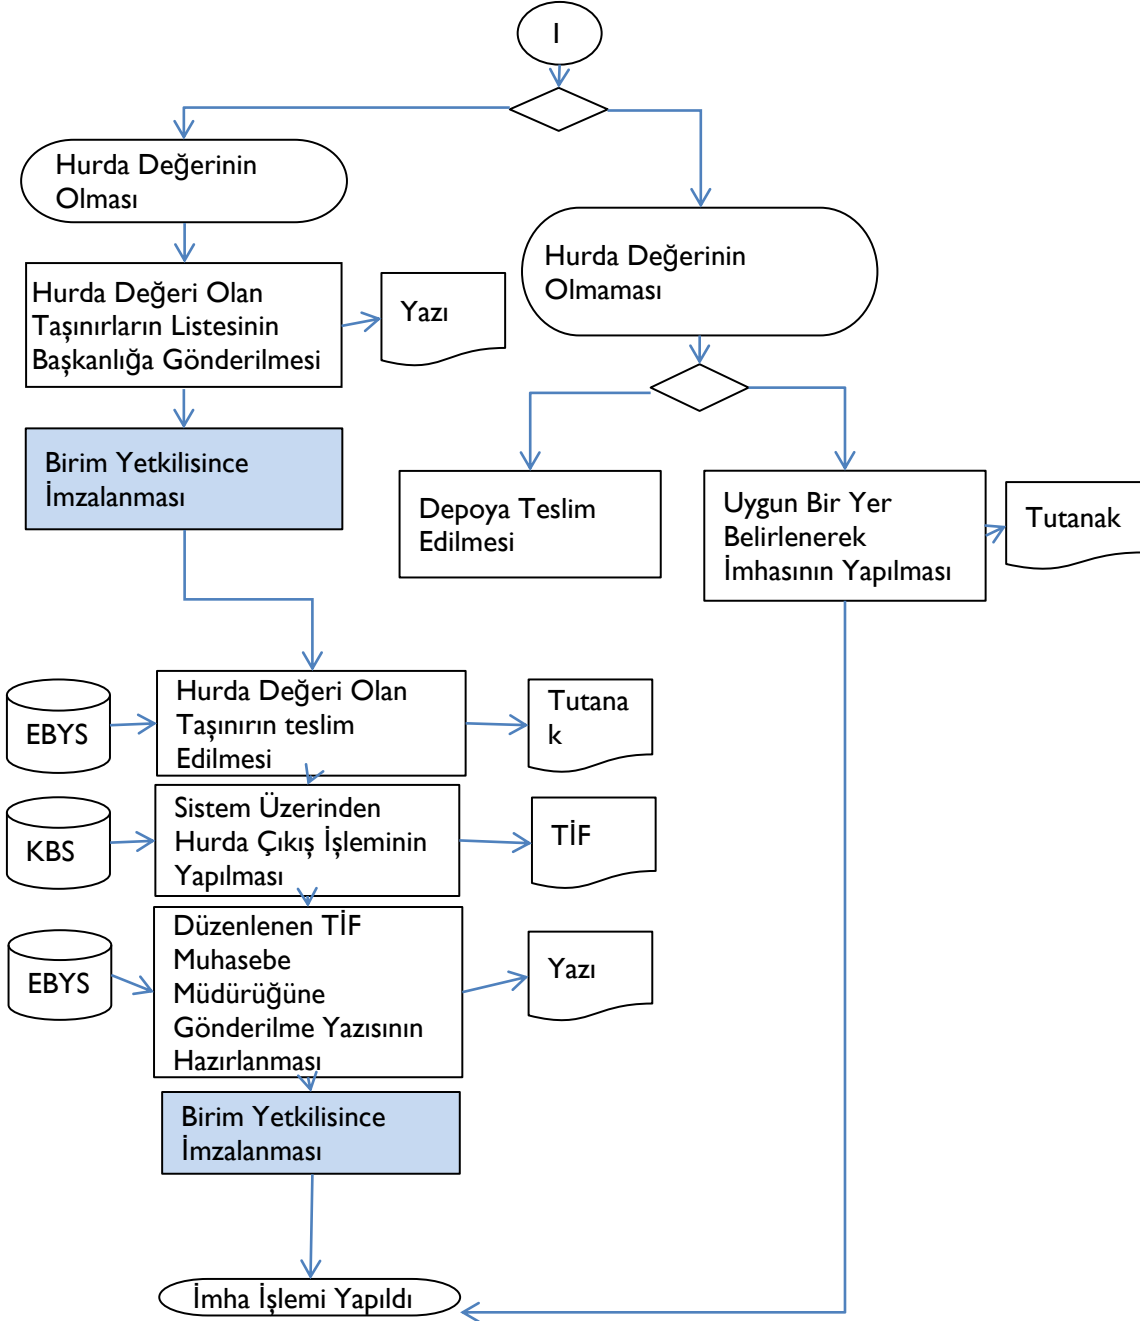 I
Hurda Değerinin
Olması
Hurda Değerinin
Olmaması
Hurda Değeri Olan
Taşınırların Listesinin
Başkanlığa Gönderilmesi
Yazı
Birim Yetkilisince
İmzalanması
Depoya Teslim
Edilmesi
Uygun Bir Yer
Belirlenerek
İmhasının Yapılması
Tutanak
EBYS
Hurda Değeri Olan
Taşınırın teslim
Edilmesi
Tutana
k
KBS
Sistem Üzerinden
Hurda Çıkış İşleminin
Yapılması
TİF
EBYS
Düzenlenen TİF
Muhasebe
Müdürüğüne
Gönderilme Yazısının
Hazırlanması
Yazı
Birim Yetkilisince
İmzalanması
İmha İşlemi Yapıldı